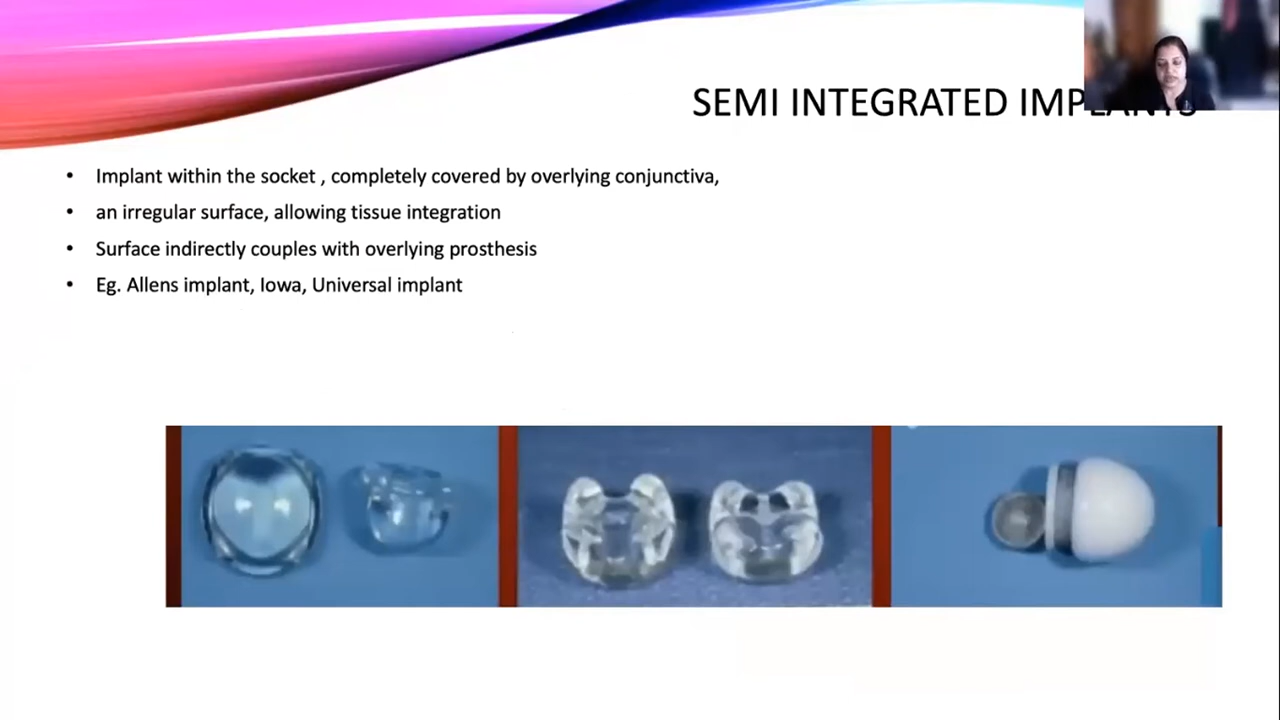 SEMI INTEGRATED IMPLANTS
• Implant within the socket , completely covered by overlying conjunctiva,
• an irregular surface, allowing tissue integration
• Surface indirectly couples with overlying prosthesis
• Eg. Allens implant, Iowa, Universal implant